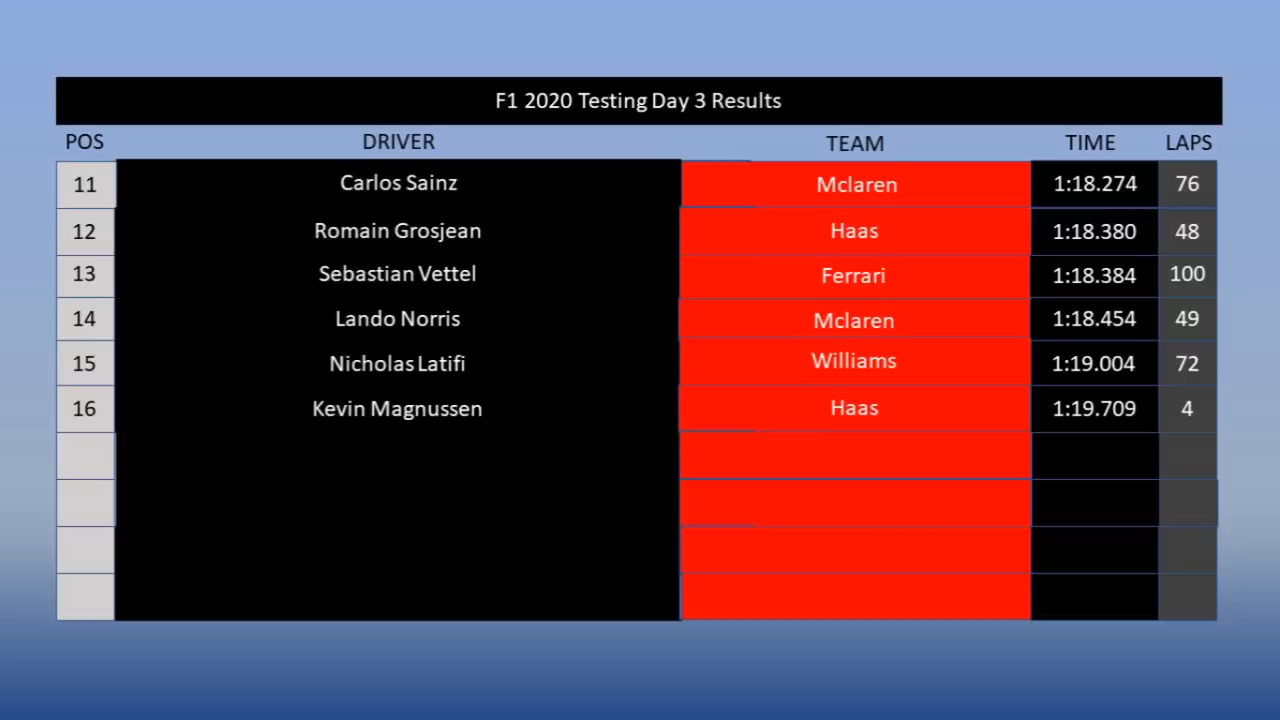 F1 2020 Testing Day 3 Results
POS DRIVER TEAM TIME LAPS
11 Carlos Sainz Mclaren 1:18.274 76
12 Romain Grosjean Haas 1:18.380 48
13 Sebastian Vettel Ferrari 1:18.384 100
14 Lando Norris Mclaren 1:18.454 49
15 Nicholas Latifi Williams 1:19.004 72
16 Kevin Magnussen Haas 1:19.709 4